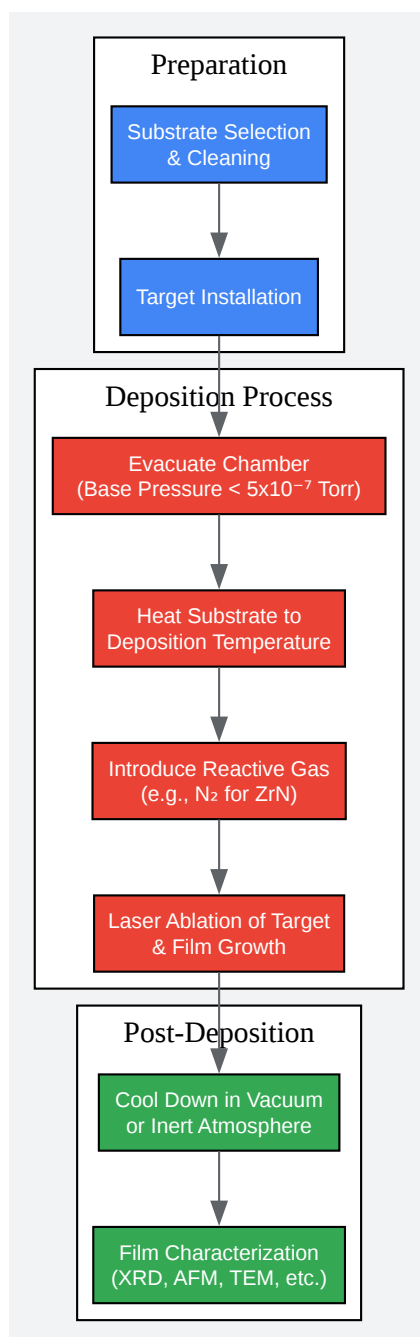 Preparation
Substrate Selection
& Cleaning
Target Installation
Deposition Process
Evacuate Chamber
(Base Pressure < 5x10⁻⁷ Torr)
Heat Substrate to
Deposition Temperature
Introduce Reactive Gas
(e.g., N₂ for ZrN)
Laser Ablation of Target
& Film Growth
Post-Deposition
Cool Down in Vacuum
or Inert Atmosphere
Film Characterization
(XRD, AFM, TEM, etc.)